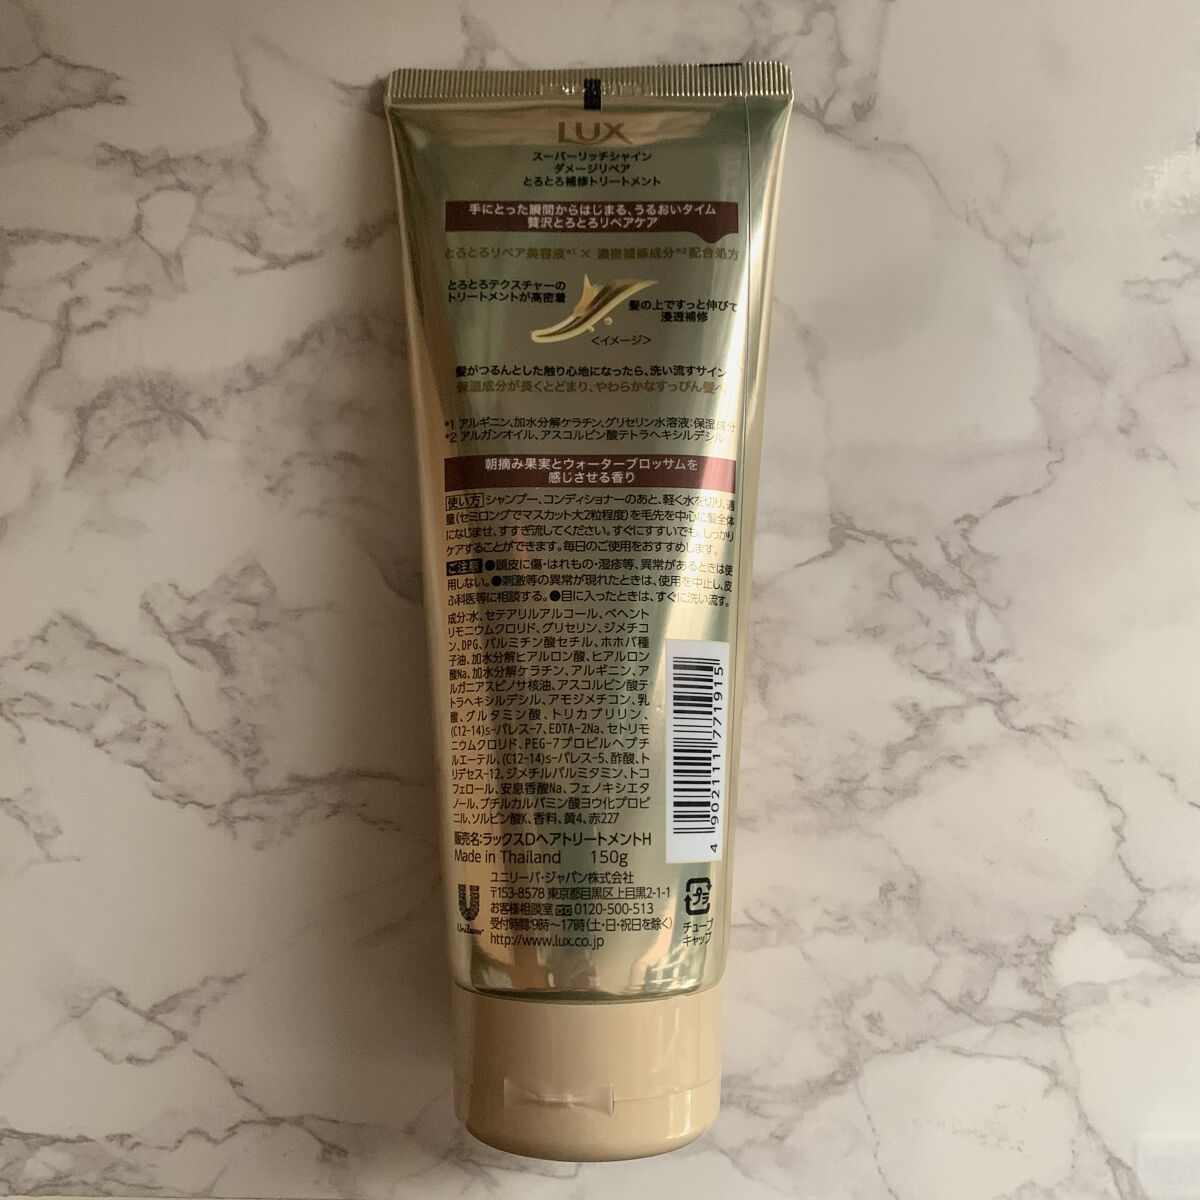 LUX
スーパーリッチシャイン
ダメージリペア
とろとろ補修トリートメント
手にとった瞬間からはじまる、うるおいタイム
贅沢とろとろリペアケア
とろとろリペア美容液*1 × 濃密補修成分*2配合処方
とろとろテクスチャーの
トリートメントが高密着
髪の上ですっと伸びて
浸透補修
<イメージ>
髪がつるんとした触り心地になったら、洗い流すサイン
保湿成分が長くとどまり、やわらかなすっぴん髪へ
*1 アルギニン、加水分解ケラチン、グリセリン水溶液:保湿成分
*2 アルガンオイル、アスコルビン酸テトラヘキシルデシル
朝摘み果実とウォーターブロッサムを
感じさせる香り
使い方 シャンプー、コンディショナーのあと、軽く水を切り、適
量(セミロングでマスカット大2粒程度)を毛先を中心に髪全体
になじませ、すすぎ流してください。すぐにすすいでも、しっかり
ケアすることができます。毎日のご使用をおすすめします。
ご注意 ●頭皮に傷・はれもの・湿疹等、異常があるときは使
用しない。●刺激等の異常が現れたときは、使用を中止し、皮
ふ科医等に相談する。●目に入ったときは、すぐに洗い流す。
成分:水、セテアリルアルコール、ベヘント
リモニウムクロリド、グリセリン、ジメチコ
ン、DPG、パルミチン酸セチル、ホホバ種
子油、加水分解ヒアルロン酸、ヒアルロン
酸Na、加水分解ケラチン、アルギニン、ア
ルガニアスピノサ核油、アスコルビン酸テ
トラヘキシルデシル、アモジメチコン、乳
酸、グルタミン酸、トリカプリリン、
(C12-14)s-パレス-7、EDTA-2Na、セトリモ
ニウムクロリド、PEG-7プロピルヘプチ
ルエーテル、(C12-14)s-パレス-5、酢酸、ト
リデセス-12、ジメチルパルミタミン、トコ
フェロール、安息香酸Na、フェノキシエタ
ノール、ブチルカルバミン酸ヨウ化プロピ
ニル、ソルビン酸K、香料、黄4、赤227
販売名:ラックスDヘアトリートメントH
Made in Thailand 150g
ユニリーバ・ジャパン株式会社
〒153-8578 東京都目黒区上目黒2-1-1
お客様相談室 0120-500-513
受付時間:9時〜17時(土・日・祝日を除く)
http://www.lux.co.jp
Unilever
プラ
チューブ
キャップ
4 902111 771915